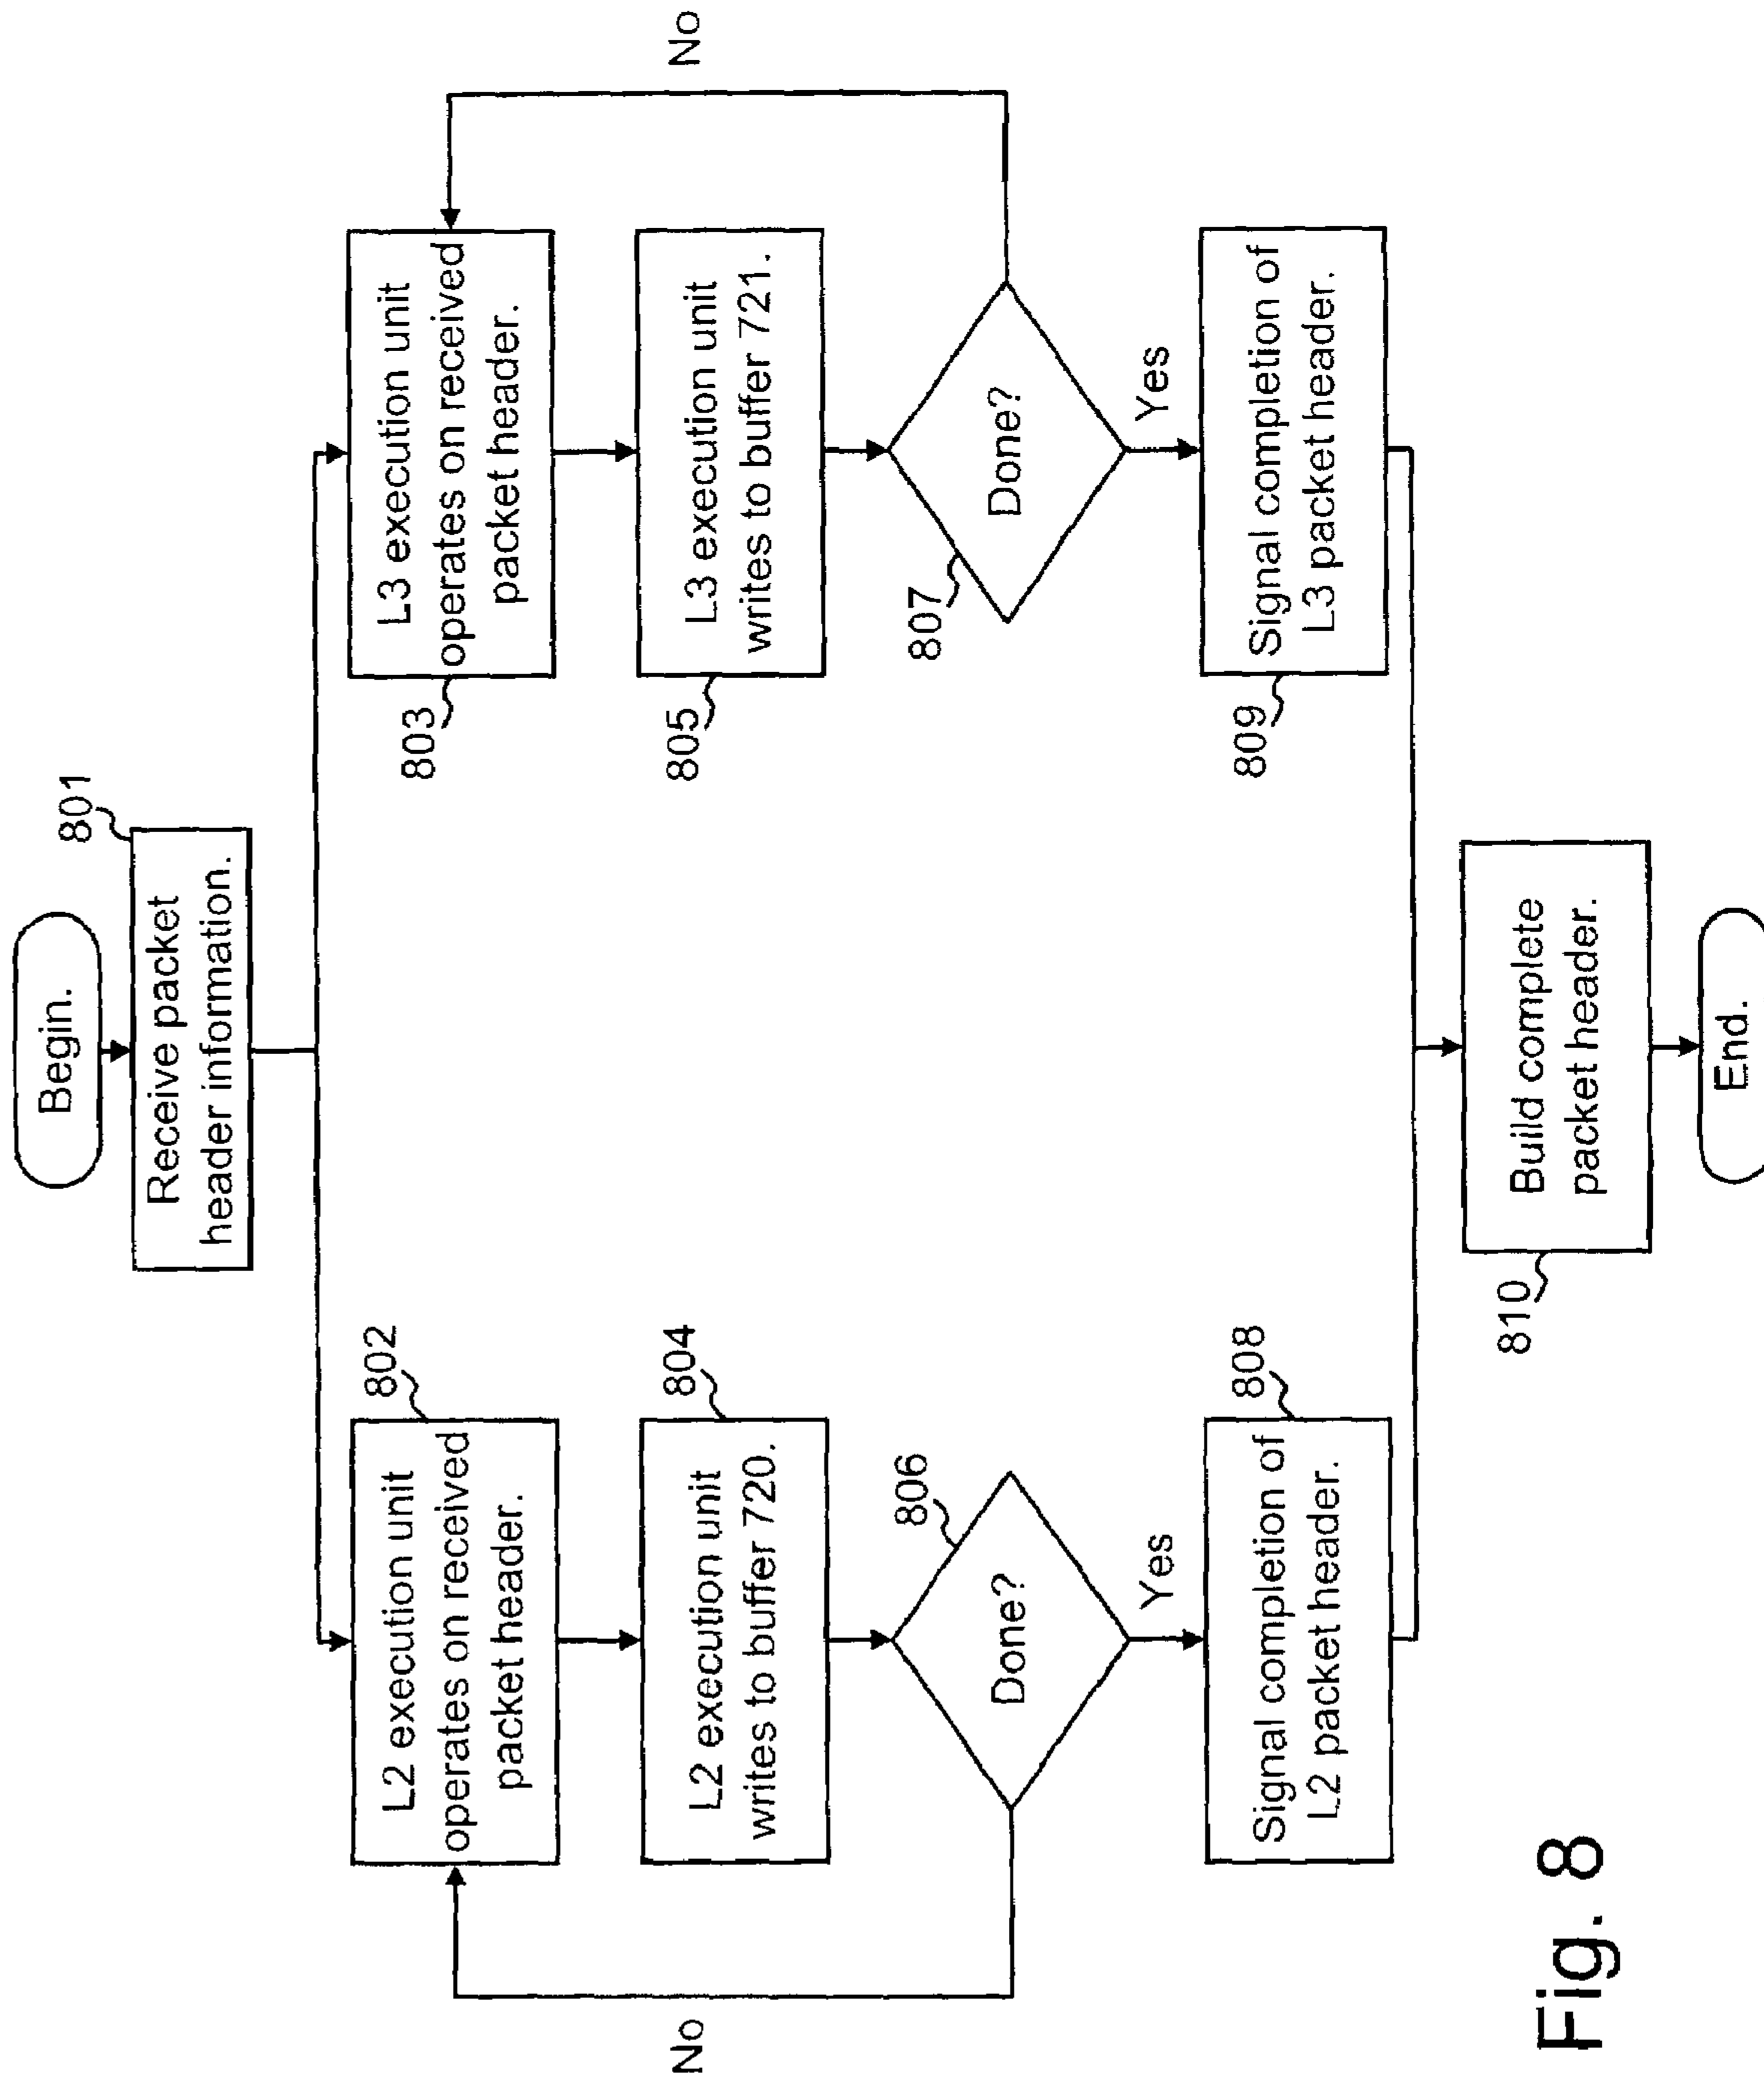 Begin.
801
Receive packet
header information.
802
L2 execution unit
operates on received
packet header.
803
L3 execution unit
operates on received
packet header.
804
L2 execution unit
writes to buffer 720.
805
L3 execution unit
writes to buffer 721.
No
No
806
Done?
807
Done?
Yes
Yes
808
Signal completion of
L2 packet header.
809
Signal completion of
L3 packet header.
810
Build complete
packet header.
End.
Fig. 8